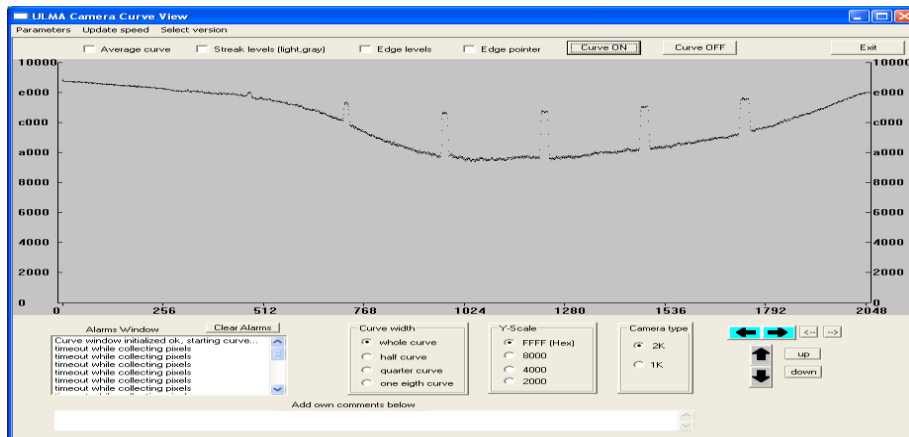 ULMA Camera Curve View
Parameters Update speed Select version
Average curve Streak levels (light,gray) Edge levels Edge pointer Curve ON Curve OFF Exit
10000 10000
e000 e000
c000 c000
a000 a000
8000 8000
6000 6000
4000 4000
2000 2000
0 0
0 256 512 768 1024 1280 1536 1792 2048
Alarms Window Clear Alarms
Curve window initialized ok, starting curve...
timeout while collecting pixels
timeout while collecting pixels
timeout while collecting pixels
timeout while collecting pixels
timeout while collecting pixels
timeout while collecting pixels
Curve width
whole curve
half curve
quarter curve
one eigth curve
Y-Scale
FFFF (Hex)
8000
4000
2000
Camera type
2K
1K
<-- -->
up
down
Add own comments below